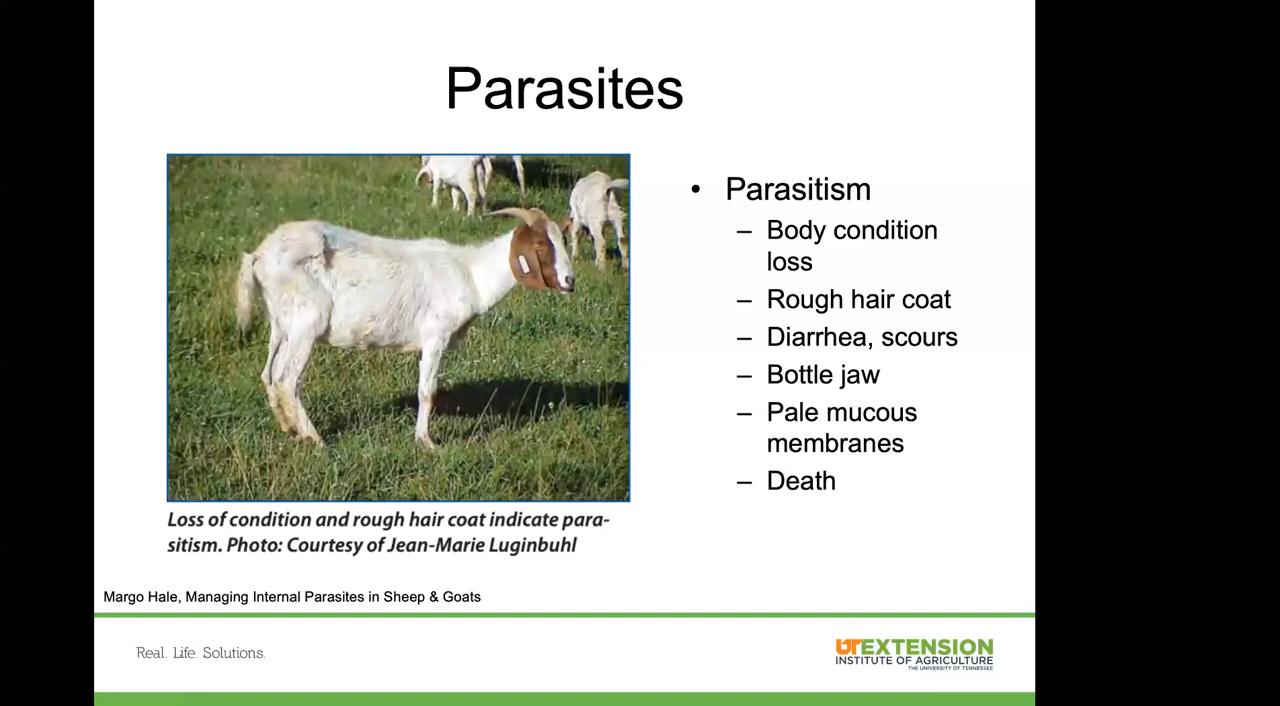 Parasites
• Parasitism
– Body condition
loss
– Rough hair coat
– Diarrhea, scours
– Bottle jaw
– Pale mucous
membranes
– Death
Loss of condition and rough hair coat indicate para-
sitism. Photo: Courtesy of Jean-Marie Luginbuhl
Margo Hale, Managing Internal Parasites in Sheep & Goats
Real. Life. Solutions.
UT EXTENSION
INSTITUTE OF AGRICULTURE
THE UNIVERSITY OF TENNESSEE